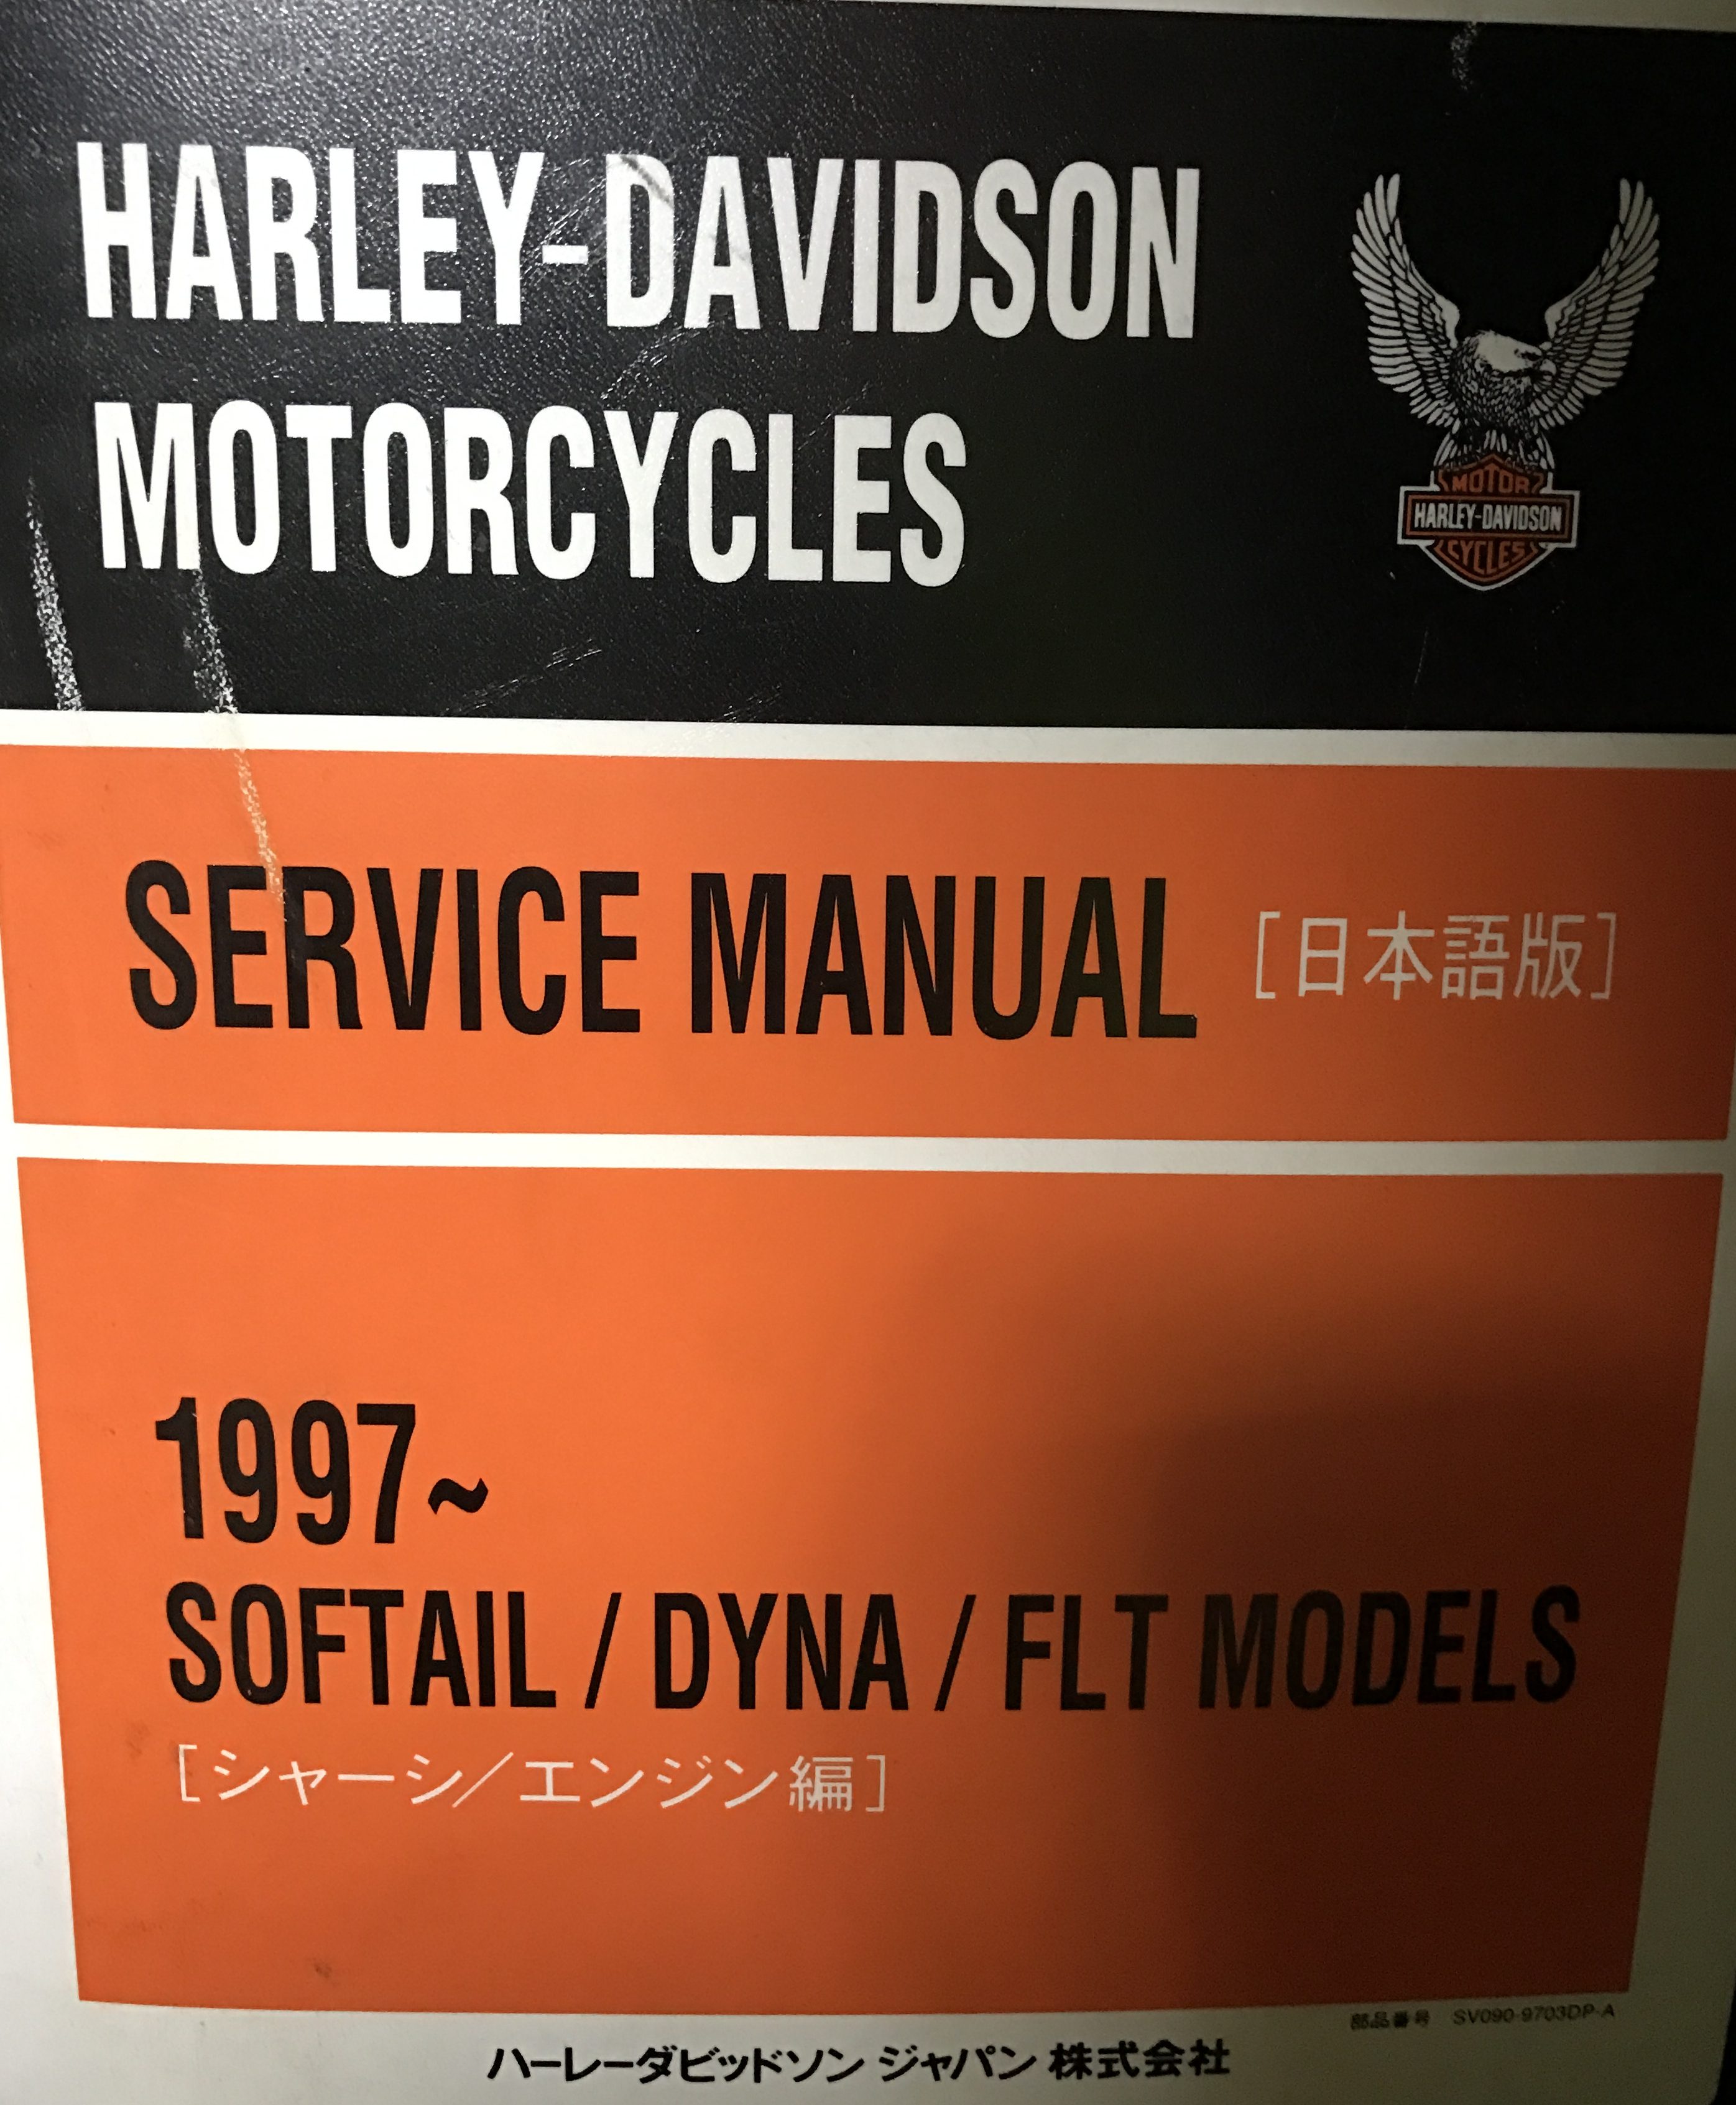 HARLEY-DAVIDSON
MOTORCYCLES
MOTOR
HARLEY-DAVIDSON
CYCLES
SERVICE MANUAL [日本語版]
1997~
SOFTAIL / DYNA / FLT MODELS
[シャーシ/エンジン編]
部品番号 SV090-9703DP-A
ハーレーダビッドソン ジャパン 株式会社